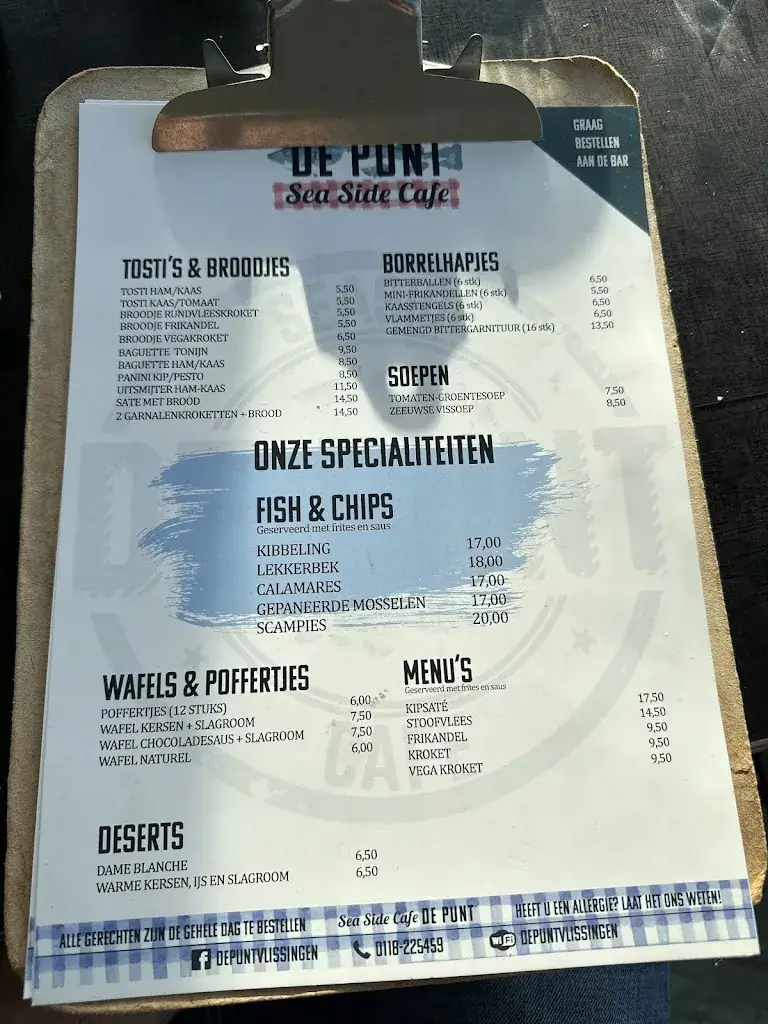 DE PUNT
Sea Side Cafe
GRAAG
BESTELLEN
AAN DE BAR
TOSTI'S & BROODJES
TOSTI HAM/KAAS 5,50
TOSTI KAAS/TOMAAT 5,50
BROODJE RUNDVLEESKROKET 5,50
BROODJE FRIKANDEL 5,50
BROODJE VEGAKROKET 6,50
BAGUETTE TONIJN 9,50
BAGUETTE HAM/KAAS 8,50
PANINI KIP/PESTO 8,50
UITSMIJTER HAM-KAAS 11,50
SATE MET BROOD 14,50
2 GARNALENKROKETTEN + BROOD 14,50
BORRELHAPJES
BITTERBALLEN (6 stk) 6,50
MINI-FRIKANDELLEN (6 stk) 5,50
KAASSTENGELS (6 stk) 6,50
VLAMMETJES (6 stk) 6,50
GEMENGD BITTERGARNITUUR (16 stk) 13,50
SOEPEN
TOMATEN-GROENTESOEP 7,50
ZEEUWSE VISSOEP 8,50
ONZE SPECIALITEITEN
FISH & CHIPS
Geserveerd met frites en saus
KIBBELING 17,00
LEKKERBEK 18,00
CALAMARES 17,00
GEPANEERDE MOSSELEN 17,00
SCAMPIES 20,00
WAFELS & POFFERTJES
POFFERTJES (12 STUKS) 6,00
WAFEL KERSEN + SLAGROOM 7,50
WAFEL CHOCOLADESAUS + SLAGROOM 7,50
WAFEL NATUREL 6,00
MENU'S
Geserveerd met frites en saus
KIPSATÉ 17,50
STOOFVLEES 14,50
FRIKANDEL 9,50
KROKET 9,50
VEGA KROKET 9,50
DESERTS
DAME BLANCHE 6,50
WARME KERSEN, IJS EN SLAGROOM 6,50
ALLE GERECHTEN ZIJN DE GEHELE DAG TE BESTELLEN Sea Side Cafe DE PUNT HEEFT U EEN ALLERGIE? LAAT HET ONS WETEN!
DEPUNTVLISSINGEN 0118-225459 WiFi DEPUNTVLISSINGEN